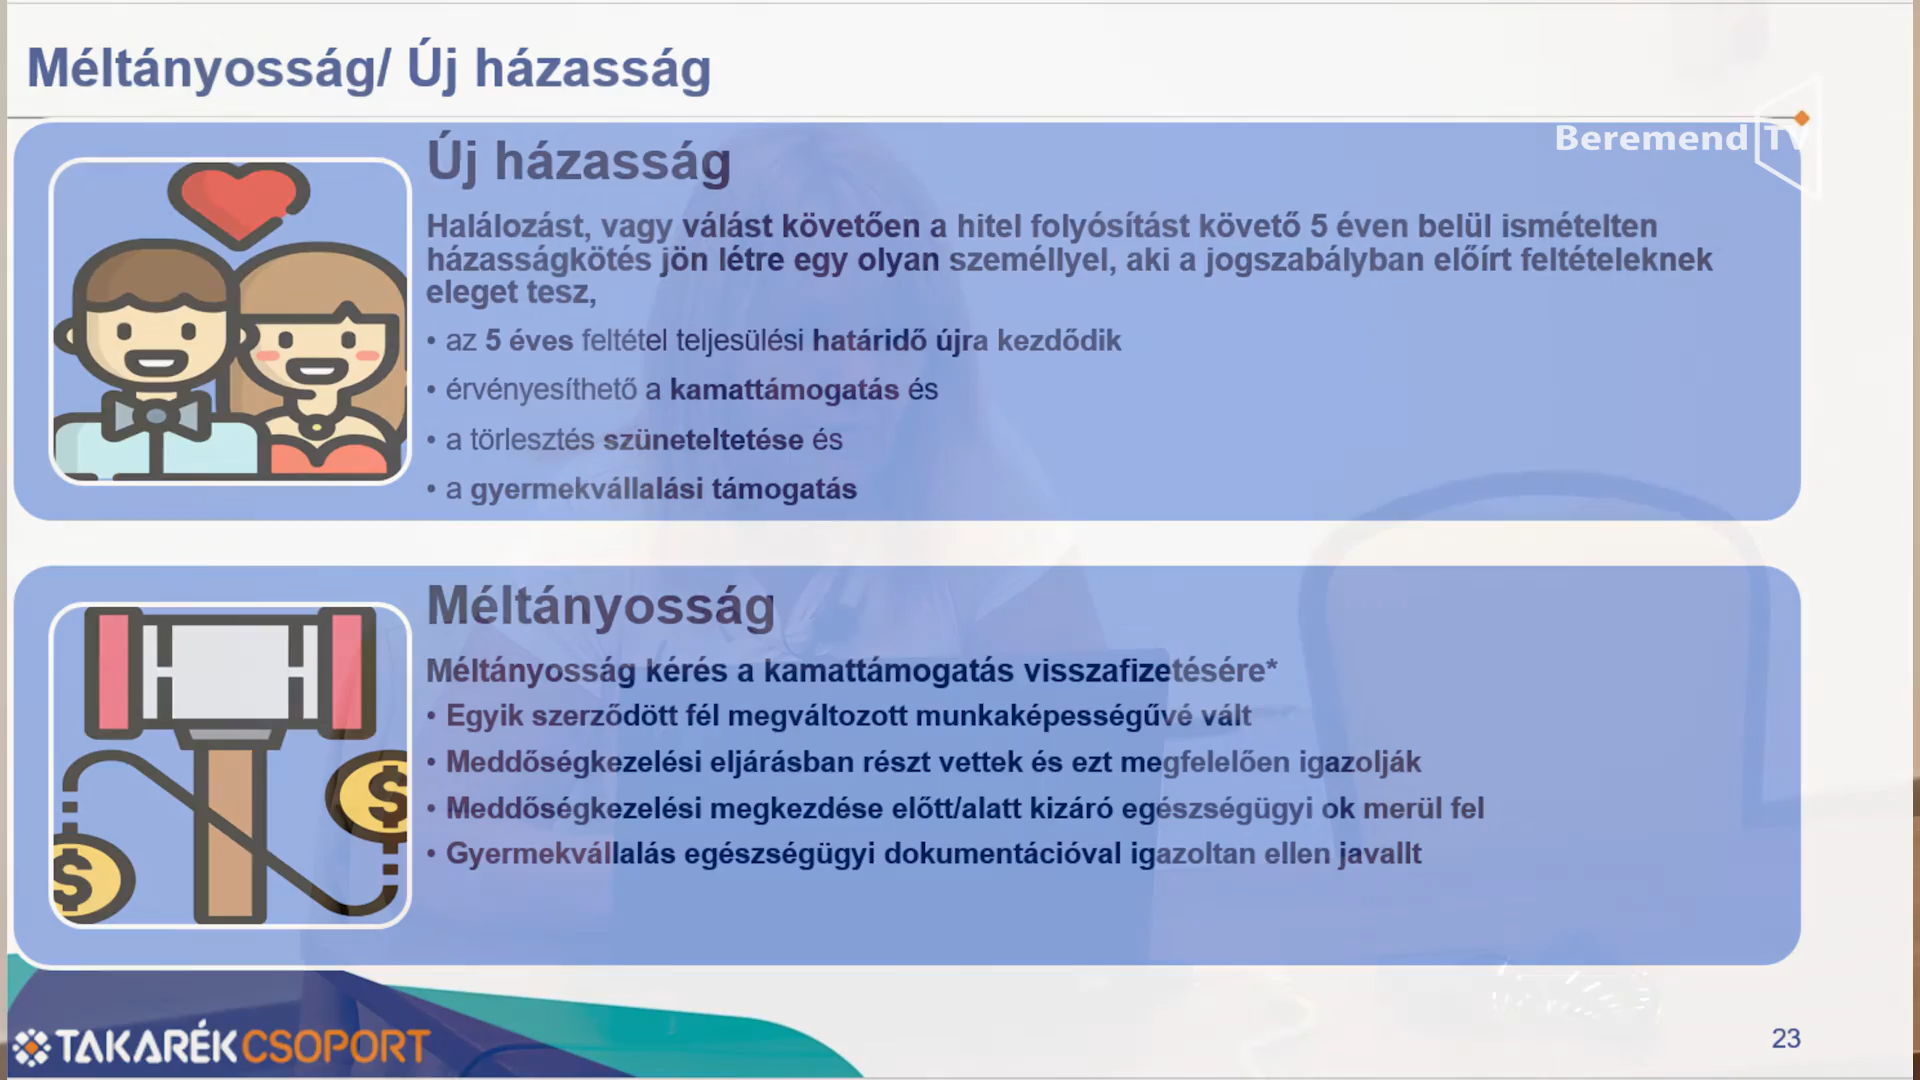 Méltányosság/ Új házasság
Beremend TV
Új házasság
Halálozást, vagy válást követően a hitel folyósítást követő 5 éven belül ismételten
házasságkötés jön létre egy olyan személlyel, aki a jogszabályban előírt feltételeknek
eleget tesz,
• az 5 éves feltétel teljesülési határidő újra kezdődik
• érvényesíthető a kamattámogatás és
• a törlesztés szüneteltetése és
• a gyermekvállalási támogatás
Méltányosság
Méltányosság kérés a kamattámogatás visszafizetésére*
• Egyik szerződött fél megváltozott munkaképességűvé vált
• Meddőségkezelési eljárásban részt vettek és ezt megfelelően igazolják
• Meddőségkezelési megkezdése előtt/alatt kizáró egészségügyi ok merül fel
• Gyermekvállalás egészségügyi dokumentációval igazoltan ellen javallt
$
$
TAKARÉKCSOPORT
23